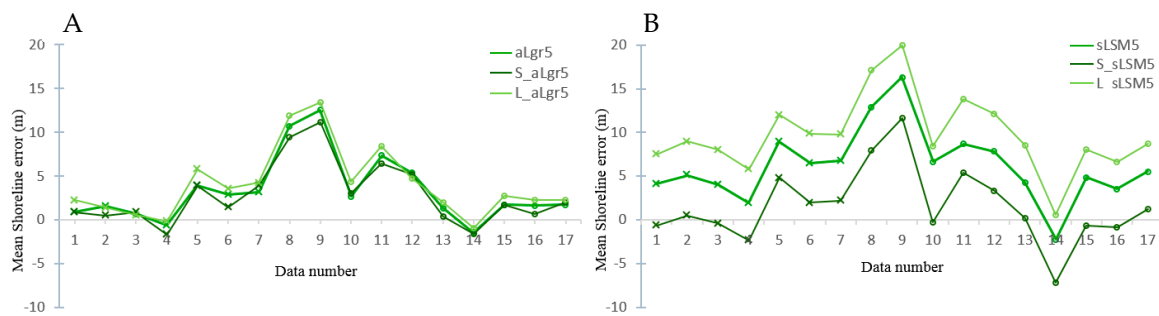 A
20
15
10
5
0
-5
-10
Mean Shoreline error (m)
1 2 3 4 5 6 7 8 9 10 11 12 13 14 15 16 17
Data number
aLgr5
S_aLgr5
L_aLgr5
B
20
15
10
5
0
-5
-10
Mean Shoreline error (m)
1 2 3 4 5 6 7 8 9 10 11 12 13 14 15 16 17
Data number
sLSM5
S_sLSM5
L_sLSM5